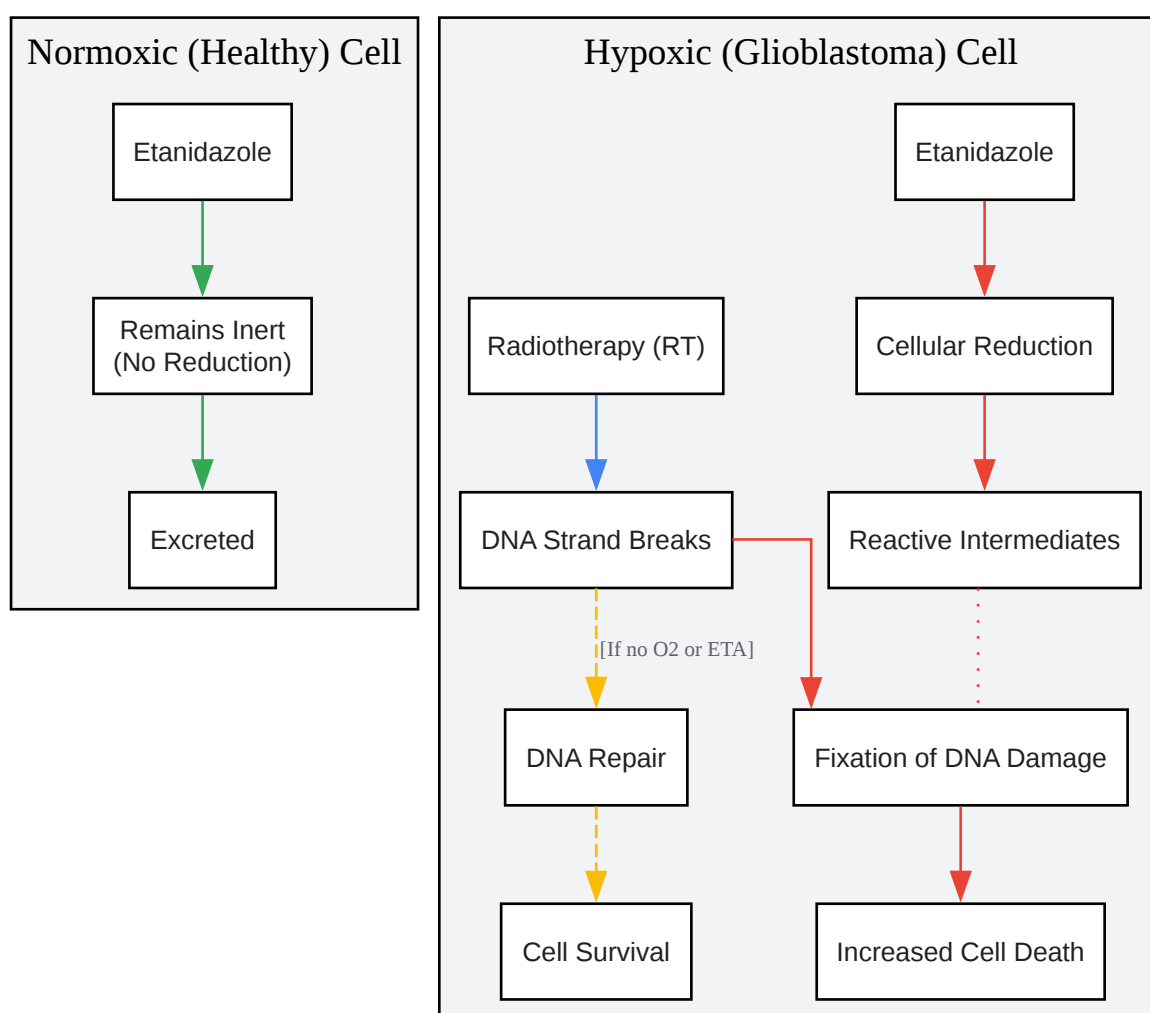 Normoxic (Healthy) Cell
Etanidazole
Remains Inert
(No Reduction)
Excreted
Hypoxic (Glioblastoma) Cell
Etanidazole
Radiotherapy (RT)
Cellular Reduction
DNA Strand Breaks
Reactive Intermediates
[If no O2 or ETA]
DNA Repair
Fixation of DNA Damage
Cell Survival
Increased Cell Death